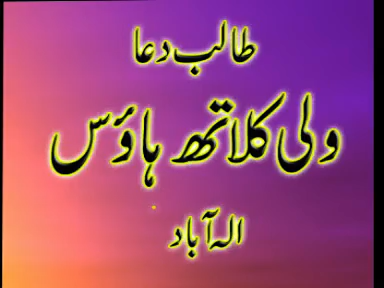 طالب دعا
ولی کلاتھ ہاؤس
الہ آباد